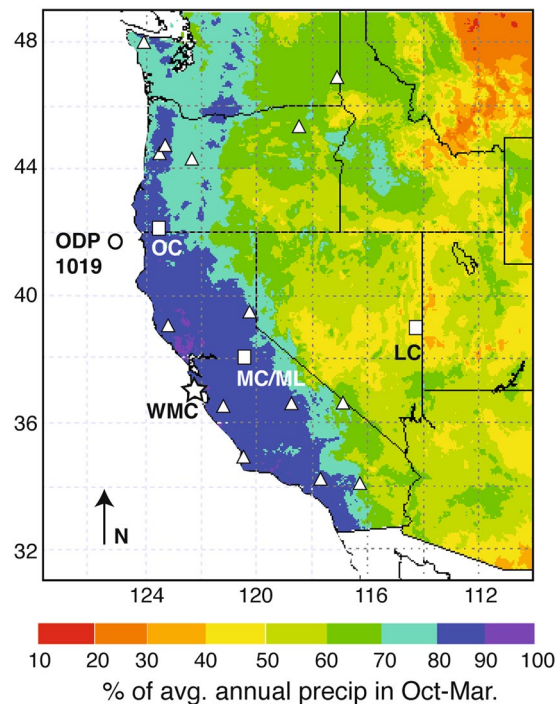 48
44
40
36
32
ODP
1019
OC
LC
MC/ML
WMC
N
124 120 116 112
10 20 30 40 50 60 70 80 90 100
% of avg. annual precip in Oct-Mar.